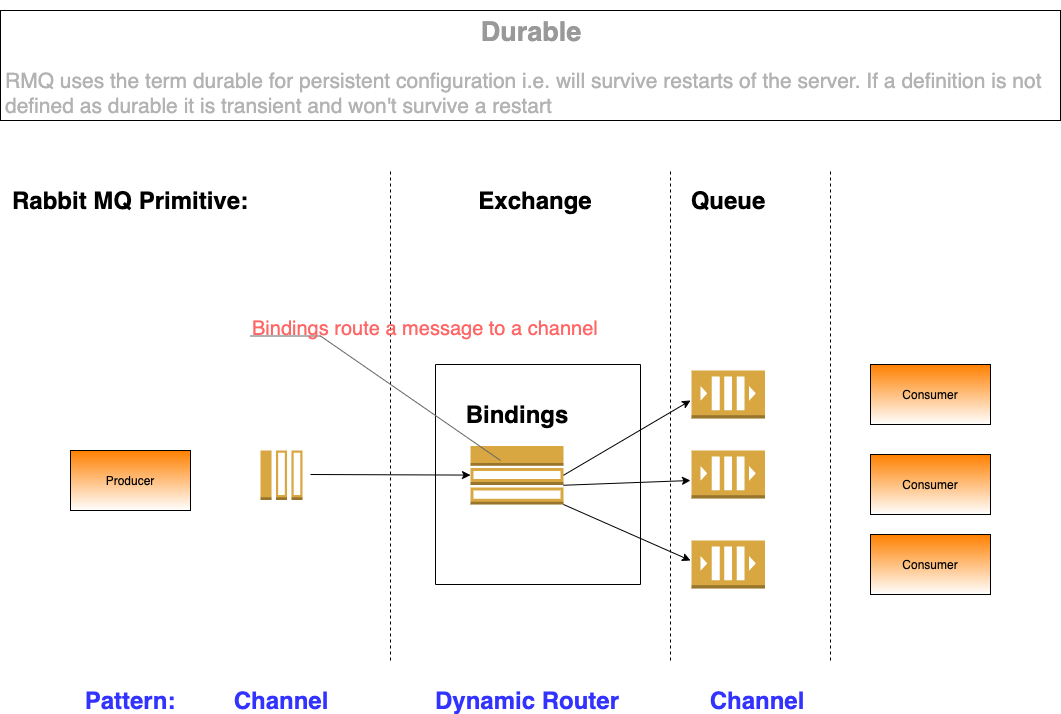 Durable
RMQ uses the term durable for persistent configuration i.e. will survive restarts of the server. If a definition is not
defined as durable it is transient and won't survive a restart
Rabbit MQ Primitive:
Exchange
Queue
Bindings route a message to a channel
Bindings
Producer
Consumer
Consumer
Consumer
Pattern:
Channel
Dynamic Router
Channel